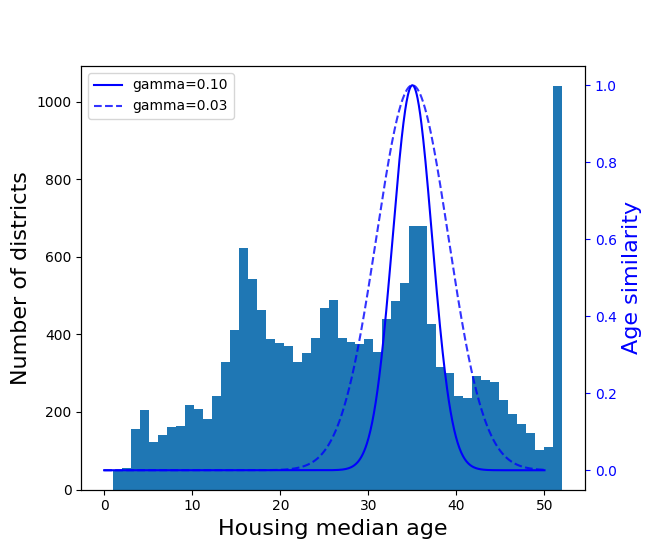 gamma=0.10
gamma=0.03
1000
800
600
400
200
0
Number of districts
0 10 20 30 40 50
Housing median age
1.0
0.8
0.6
0.4
0.2
0.0
Age similarity